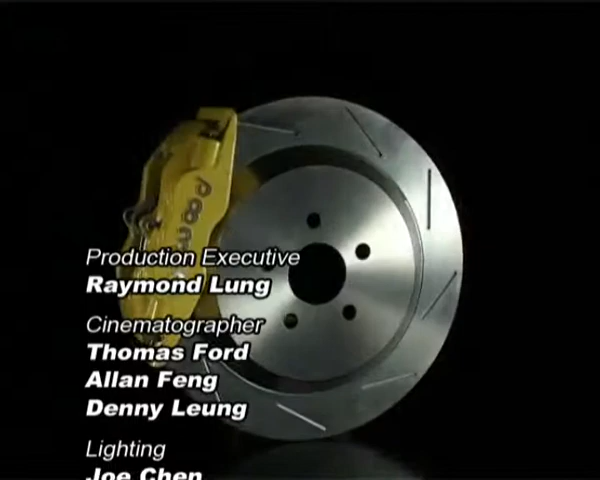 Production Executive
Raymond Lung
Cinematographer
Thomas Ford
Allan Feng
Denny Leung
Lighting
Joe Chen